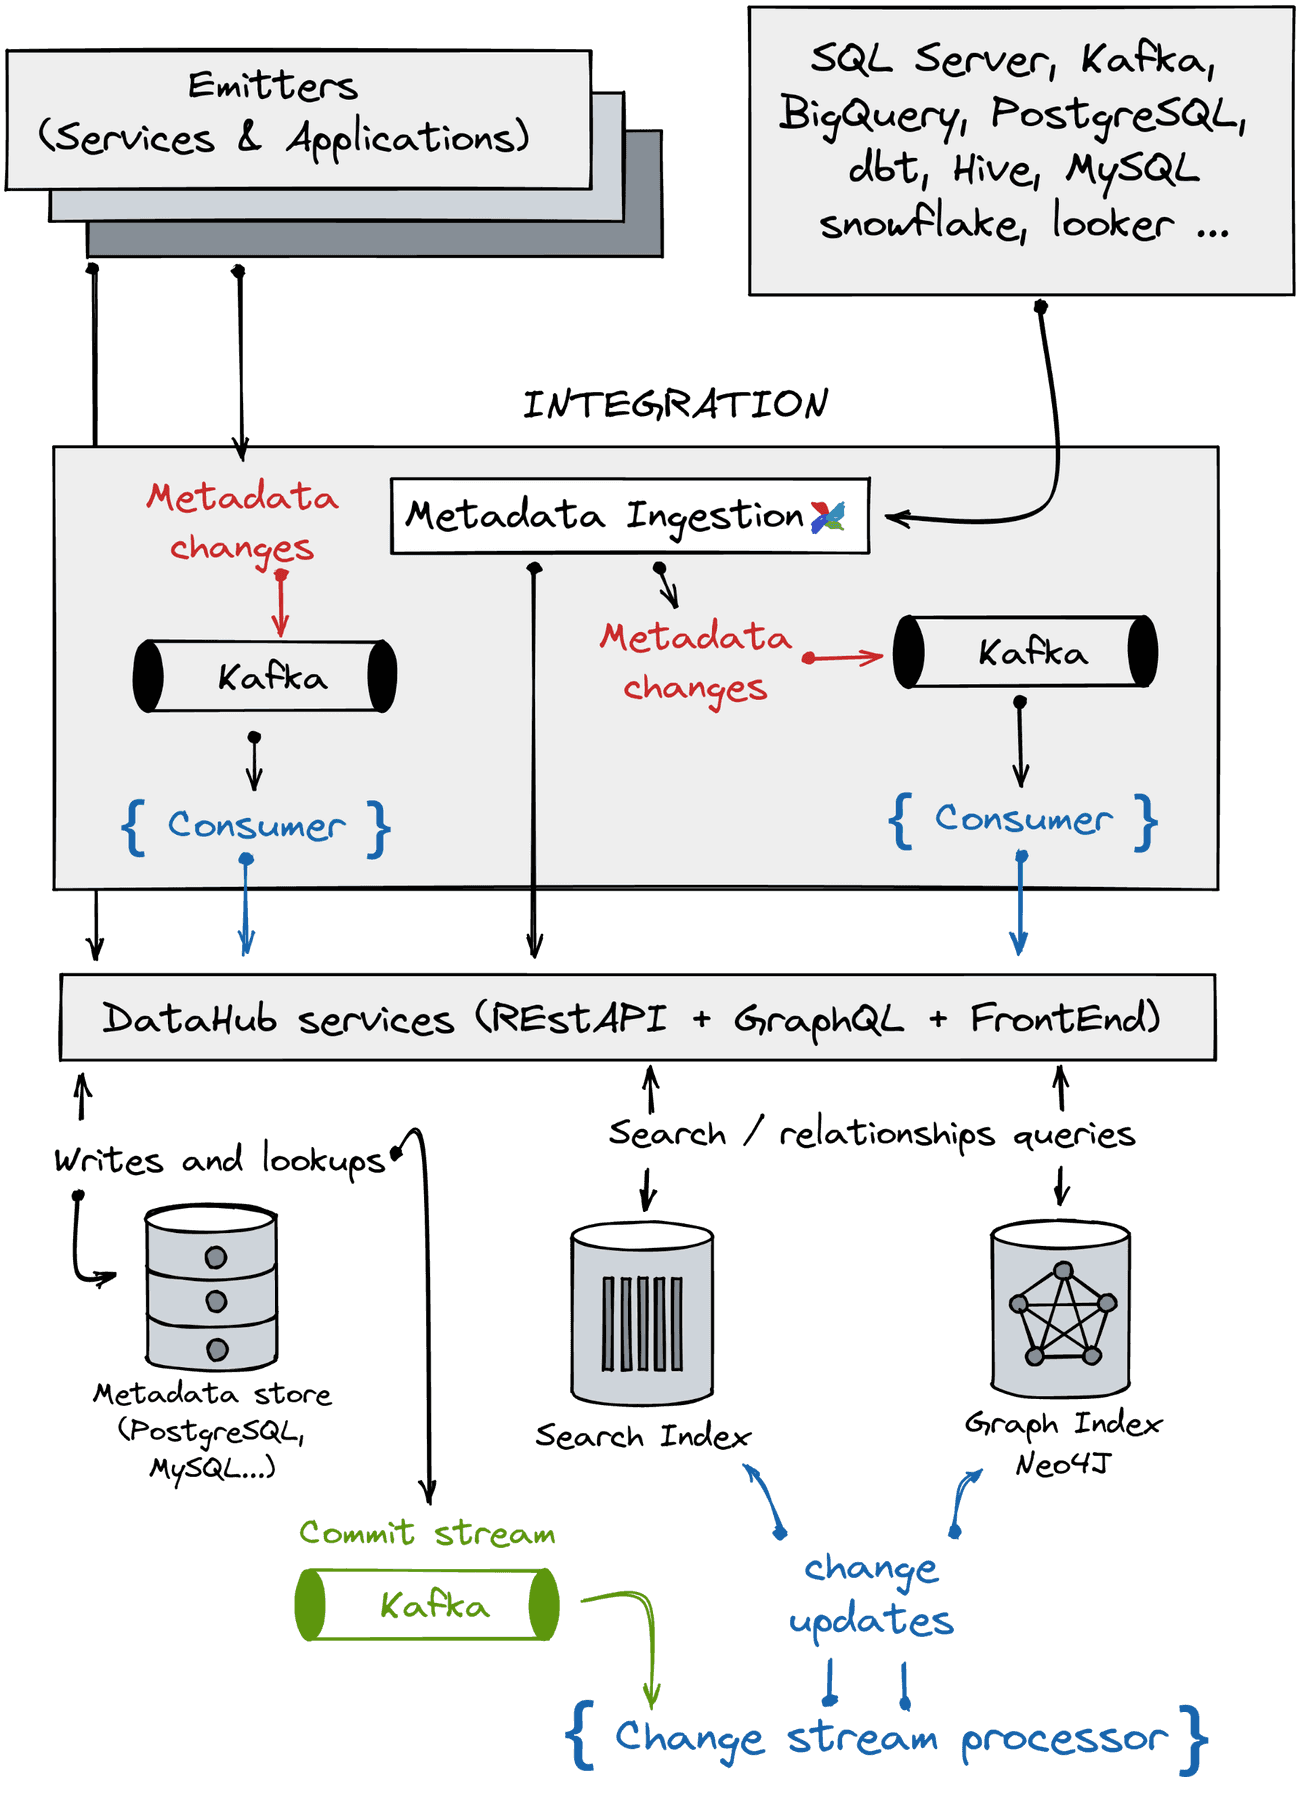 Emitters
(Services & Applications)
SQL Server, Kafka,
BigQuery, PostgreSQL,
dbt, Hive, MySQL
snowflake, looker ...
INTEGRATION
Metadata
changes
Metadata Ingestion
Kafka
Metadata
changes
Kafka
{ Consumer }
{ Consumer }
DataHub services (REstAPI + GraphQL + FrontEnd)
Writes and lookups
Search / relationships queries
Metadata store
(PostgreSQL,
MySQL...)
Search Index
Graph Index
Neo4J
Commit stream
Kafka
change
updates
{ Change stream processor }